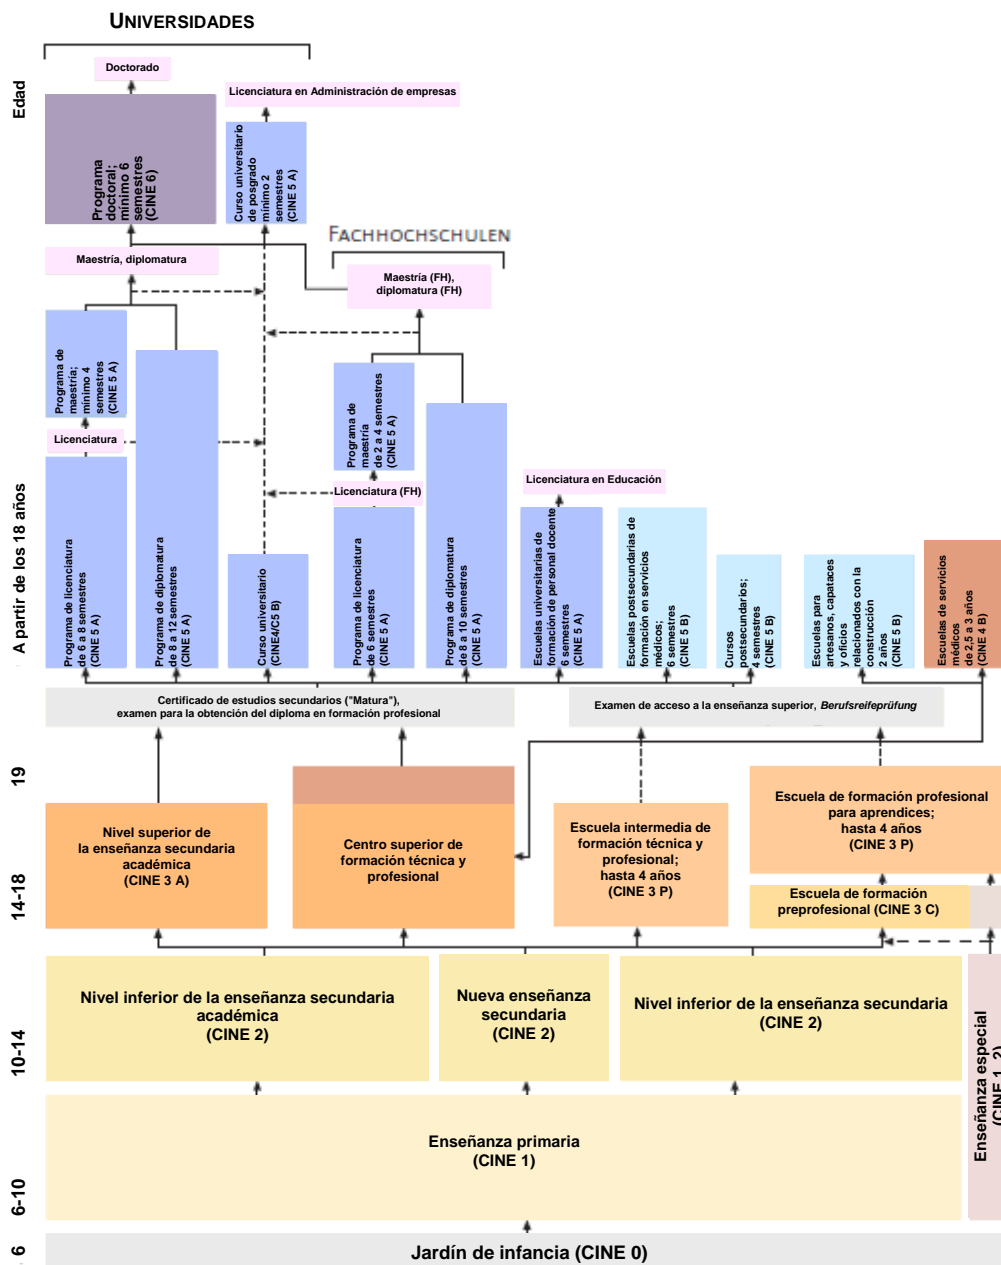 UNIVERSIDADES
Doctorado
Licenciatura en Administración de empresas
Edad
Programa
doctoral;
mínimo 6
semestres
(CINE 6)
Curso universitario
de posgrado
mínimo 2
semestres
(CINE 5 A)
FACHHOCHSCHULEN
Maestría, diplomatura
Maestría (FH),
diplomatura (FH)
Programa de
maestría;
mínimo 4
semestres
(CINE 5 A)
Programa de
maestría
de 2 a 4 semestres
(CINE 5 A)
Licenciatura
Licenciatura en Educación
Licenciatura (FH)
A partir de los 18 años
Programa de licenciatura
de 6 a 8 semestres
(CINE 5 A)
Programa de diplomatura
de 8 a 12 semestres
(CINE 5 A)
Curso universitario
(CINE4/C5 B)
Programa de licenciatura
de 6 semestres
(CINE 5 A)
Programa de diplomatura
de 8 a 10 semestres
(CINE 5 A)
Escuelas universitarias de
formación de personal docente
6 semestres
(CINE 5 A)
Escuelas postsecundarias de
formación en servicios
médicos;
6 semestres
(CINE 5 B)
Cursos
postsecundarios;
4 semestres
(CINE 5 B)
Escuelas para
artesanos, capataces
y oficios
relacionados con la
construcción
2 años
(CINE 5 B)
Escuelas de servicios
médicos
de 2,5 a 3 años
(CINE 4 B)
Certificado de estudios secundarios ("Matura"),
examen para la obtención del diploma en formación profesional
Examen de acceso a la enseñanza superior, Berufsreifeprüfung
19
Nivel superior de
la enseñanza secundaria
académica
(CINE 3 A)
Centro superior de
formación técnica y
profesional
Escuela intermedia de
formación técnica y
profesional;
hasta 4 años
(CINE 3 P)
Escuela de formación profesional
para aprendices;
hasta 4 años
(CINE 3 P)
14-18
Escuela de formación
preprofesional (CINE 3 C)
10-14
Nivel inferior de la enseñanza secundaria
académica
(CINE 2)
Nueva enseñanza
secundaria
(CINE 2)
Nivel inferior de la enseñanza secundaria
(CINE 2)
Enseñanza especial
(CINE 1, 2)
6-10
Enseñanza primaria
(CINE 1)
6
Jardín de infancia (CINE 0)